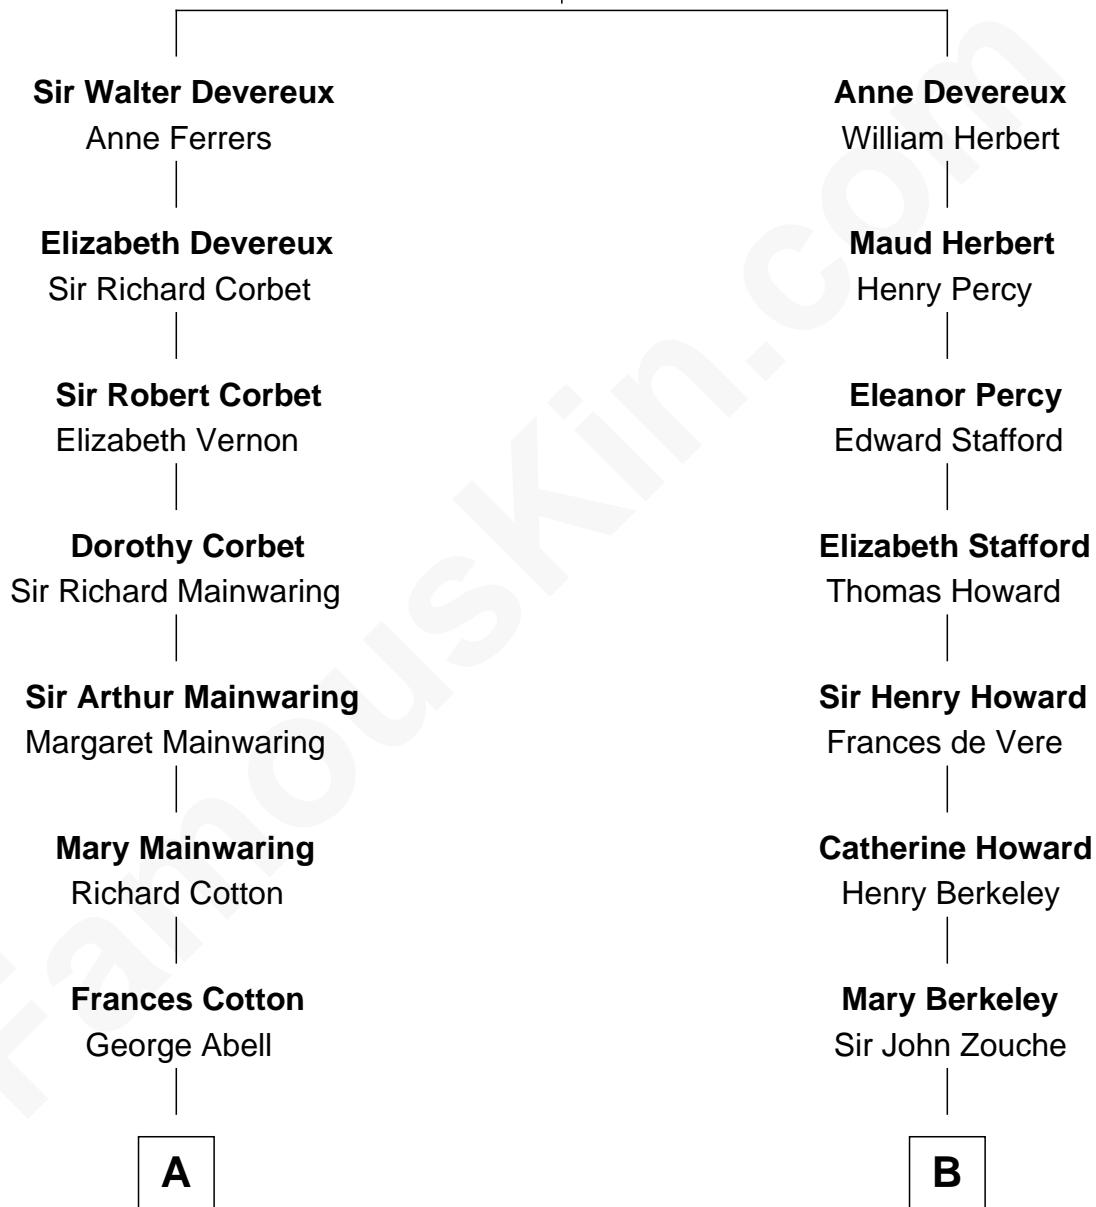 Sir Walter Devereux
Anne Ferrers
Anne Devereux
William Herbert
Elizabeth Devereux
Sir Richard Corbet
Maud Herbert
Henry Percy
Sir Robert Corbet
Elizabeth Vernon
Eleanor Percy
Edward Stafford
Dorothy Corbet
Sir Richard Mainwaring
Elizabeth Stafford
Thomas Howard
Sir Arthur Mainwaring
Margaret Mainwaring
Sir Henry Howard
Frances de Vere
Mary Mainwaring
Richard Cotton
Catherine Howard
Henry Berkeley
Frances Cotton
George Abell
Mary Berkeley
Sir John Zouche
A
B
FamousKin.com